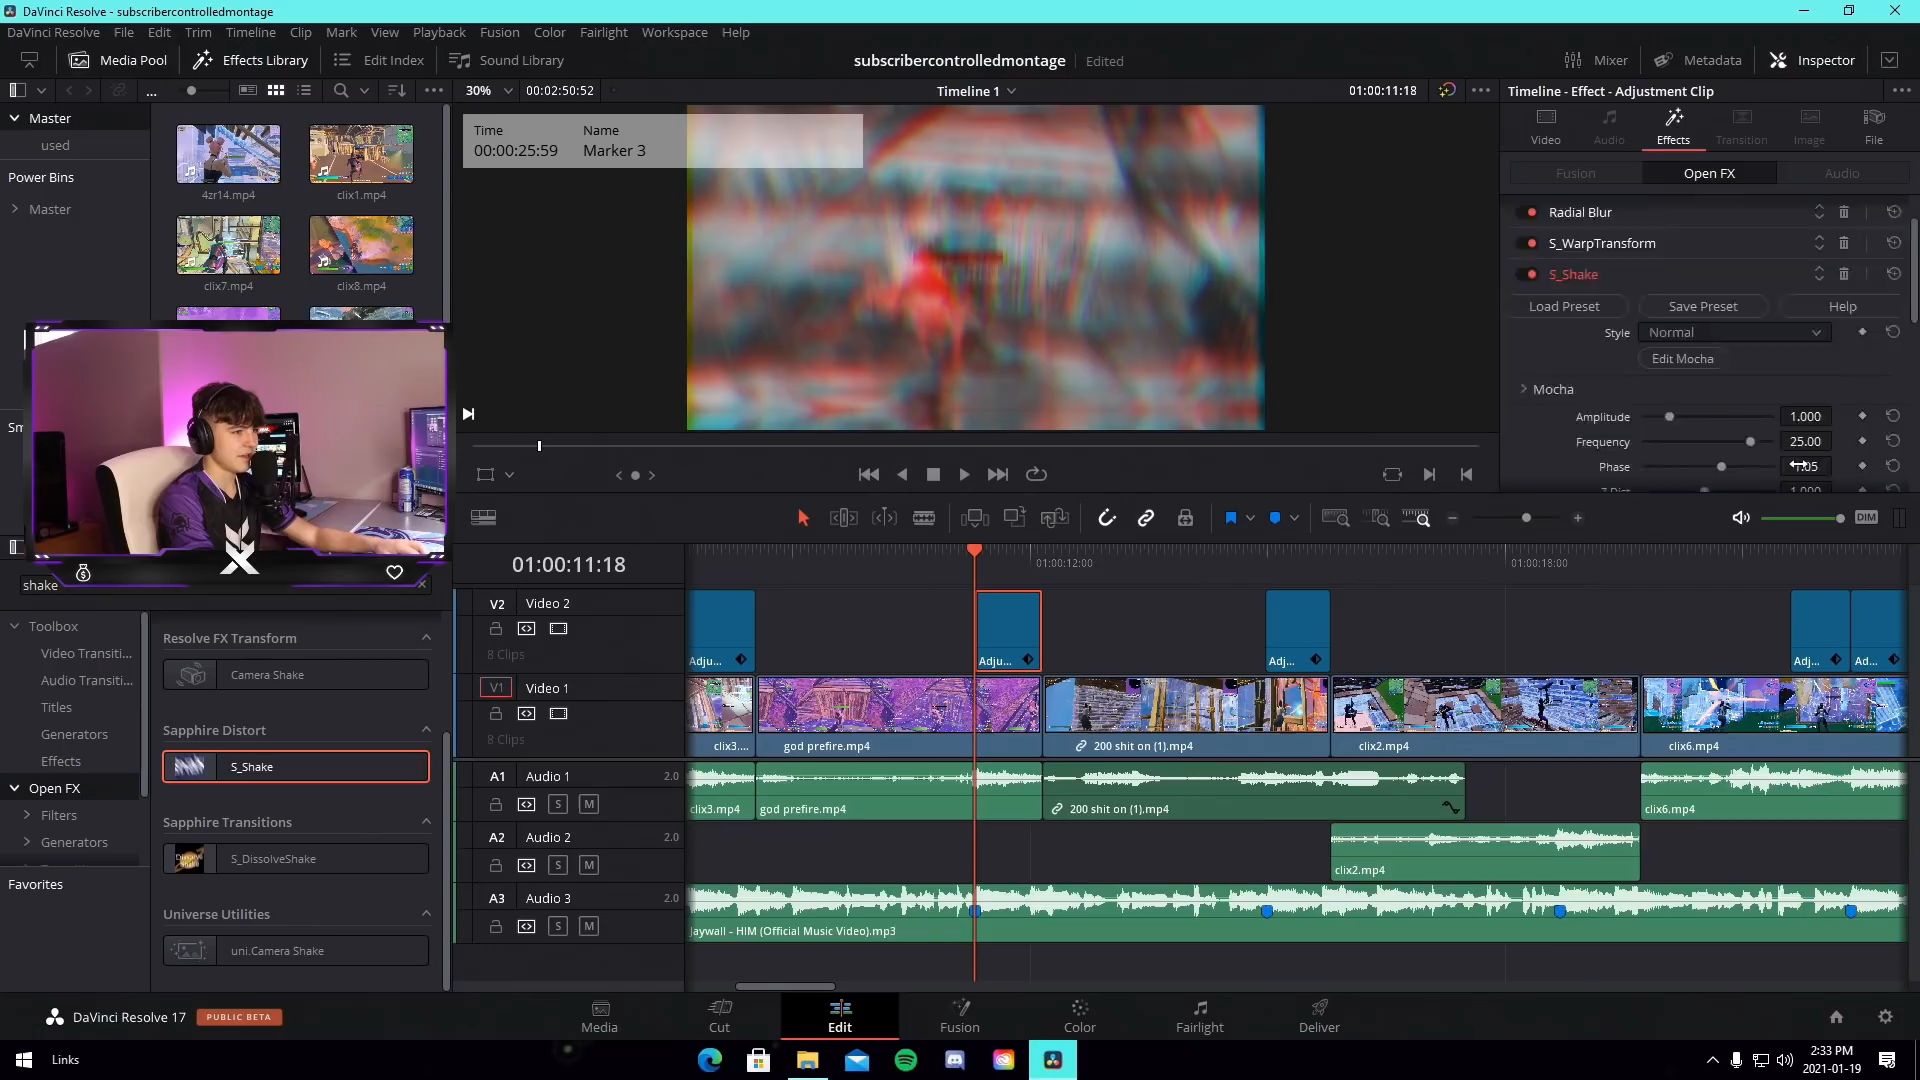 DaVinci Resolve - subscribercontrolledmontage
DaVinci Resolve File Edit Trim Timeline Clip Mark View Playback Fusion Color Fairlight Workspace Help
Media Pool Effects Library Edit Index Sound Library
subscribercontrolledmontage Edited
Mixer Metadata Inspector
30% 00:02:50:52 Timeline 1 01:00:11:18
Timeline - Effect - Adjustment Clip
Master
used
Power Bins
Master
4zr14.mp4 clix1.mp4
clix7.mp4 clix8.mp4
Time Name
00:00:25:59 Marker 3
Video Audio Effects Transition Image File
Fusion Open FX Audio
Radial Blur
S_WarpTransform
S_Shake
Load Preset Save Preset Help
Style Normal
Edit Mocha
Mocha
Amplitude 1.000
Frequency 25.00
Phase
X
shake
Toolbox
Video Transiti...
Audio Transiti...
Titles
Generators
Effects
Open FX
Filters
Generators
Favorites
Resolve FX Transform
Camera Shake
Sapphire Distort
S_Shake
Sapphire Transitions
S_DissolveShake
Universe Utilities
uni.Camera Shake
DIM
01:00:11:18
01:00:12:00 01:00:18:00
V2 Video 2
8 Clips
Adju... Adju... Adj... Adj... Ad...
V1 Video 1
8 Clips
clix3.... god prefire.mp4 200 shit on (1).mp4 clix2.mp4 clix6.mp4
A1 Audio 1 2.0
S M
clix3.mp4 god prefire.mp4 200 shit on (1).mp4 clix6.mp4
A2 Audio 2 2.0
S M
clix2.mp4
A3 Audio 3 2.0
S M
Jaywall - HIM (Official Music Video).mp3
DaVinci Resolve 17 PUBLIC BETA
Media Cut Edit Fusion Color Fairlight Deliver
Links
2:33 PM
2021-01-19